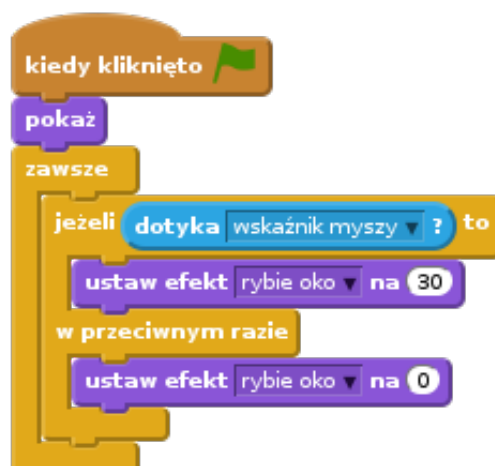 kiedy kliknięto
pokaż
zawsze
jeżeli dotyka wskaźnik myszy ? to
ustaw efekt rybie oko na 30
w przeciwnym razie
ustaw efekt rybie oko na 0